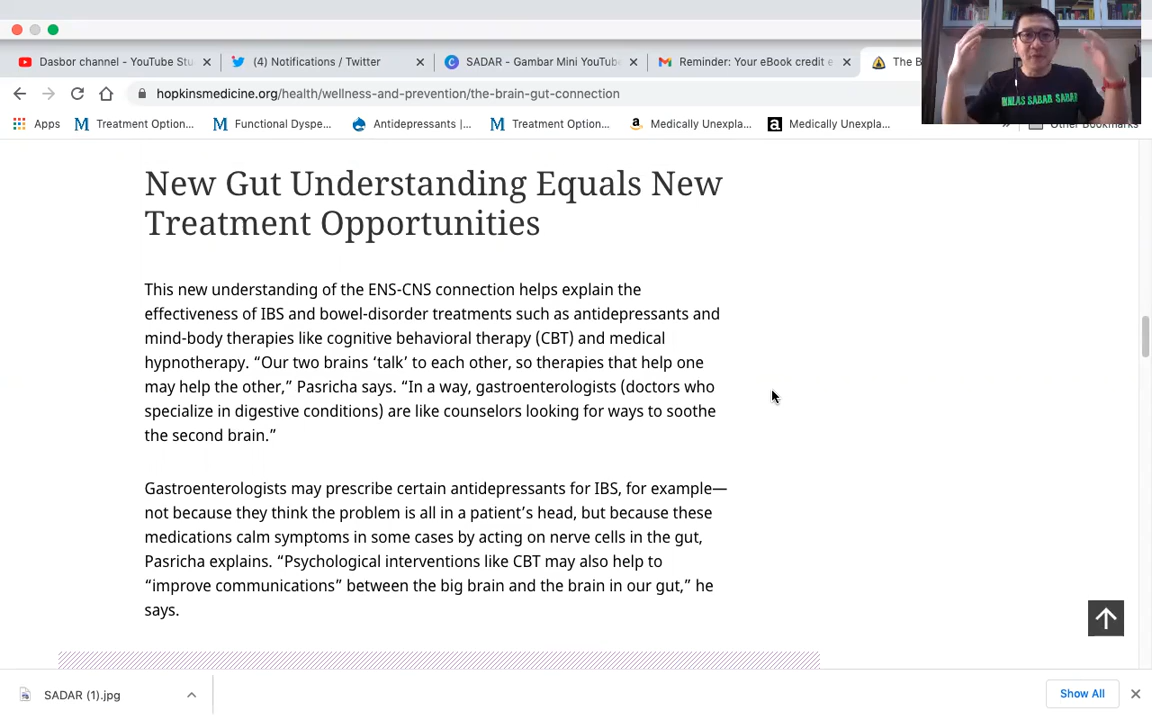 Dasbor channel - YouTube Stu
(4) Notifications / Twitter
SADAR - Gambar Mini YouTube
Reminder: Your eBook credit e
The B
hopkinsmedicine.org/health/wellness-and-prevention/the-brain-gut-connection
Apps
Treatment Option...
Functional Dyspe...
Antidepressants |...
Treatment Option...
Medically Unexpla...
Medically Unexpla...
»
Other Bookmarks
IKHLAS SABAR SADAR
New Gut Understanding Equals New
Treatment Opportunities
This new understanding of the ENS-CNS connection helps explain the
effectiveness of IBS and bowel-disorder treatments such as antidepressants and
mind-body therapies like cognitive behavioral therapy (CBT) and medical
hypnotherapy. “Our two brains ‘talk’ to each other, so therapies that help one
may help the other,” Pasricha says. “In a way, gastroenterologists (doctors who
specialize in digestive conditions) are like counselors looking for ways to soothe
the second brain.”
Gastroenterologists may prescribe certain antidepressants for IBS, for example—
not because they think the problem is all in a patient’s head, but because these
medications calm symptoms in some cases by acting on nerve cells in the gut,
Pasricha explains. “Psychological interventions like CBT may also help to
“improve communications” between the big brain and the brain in our gut,” he
says.
SADAR (1).jpg
Show All